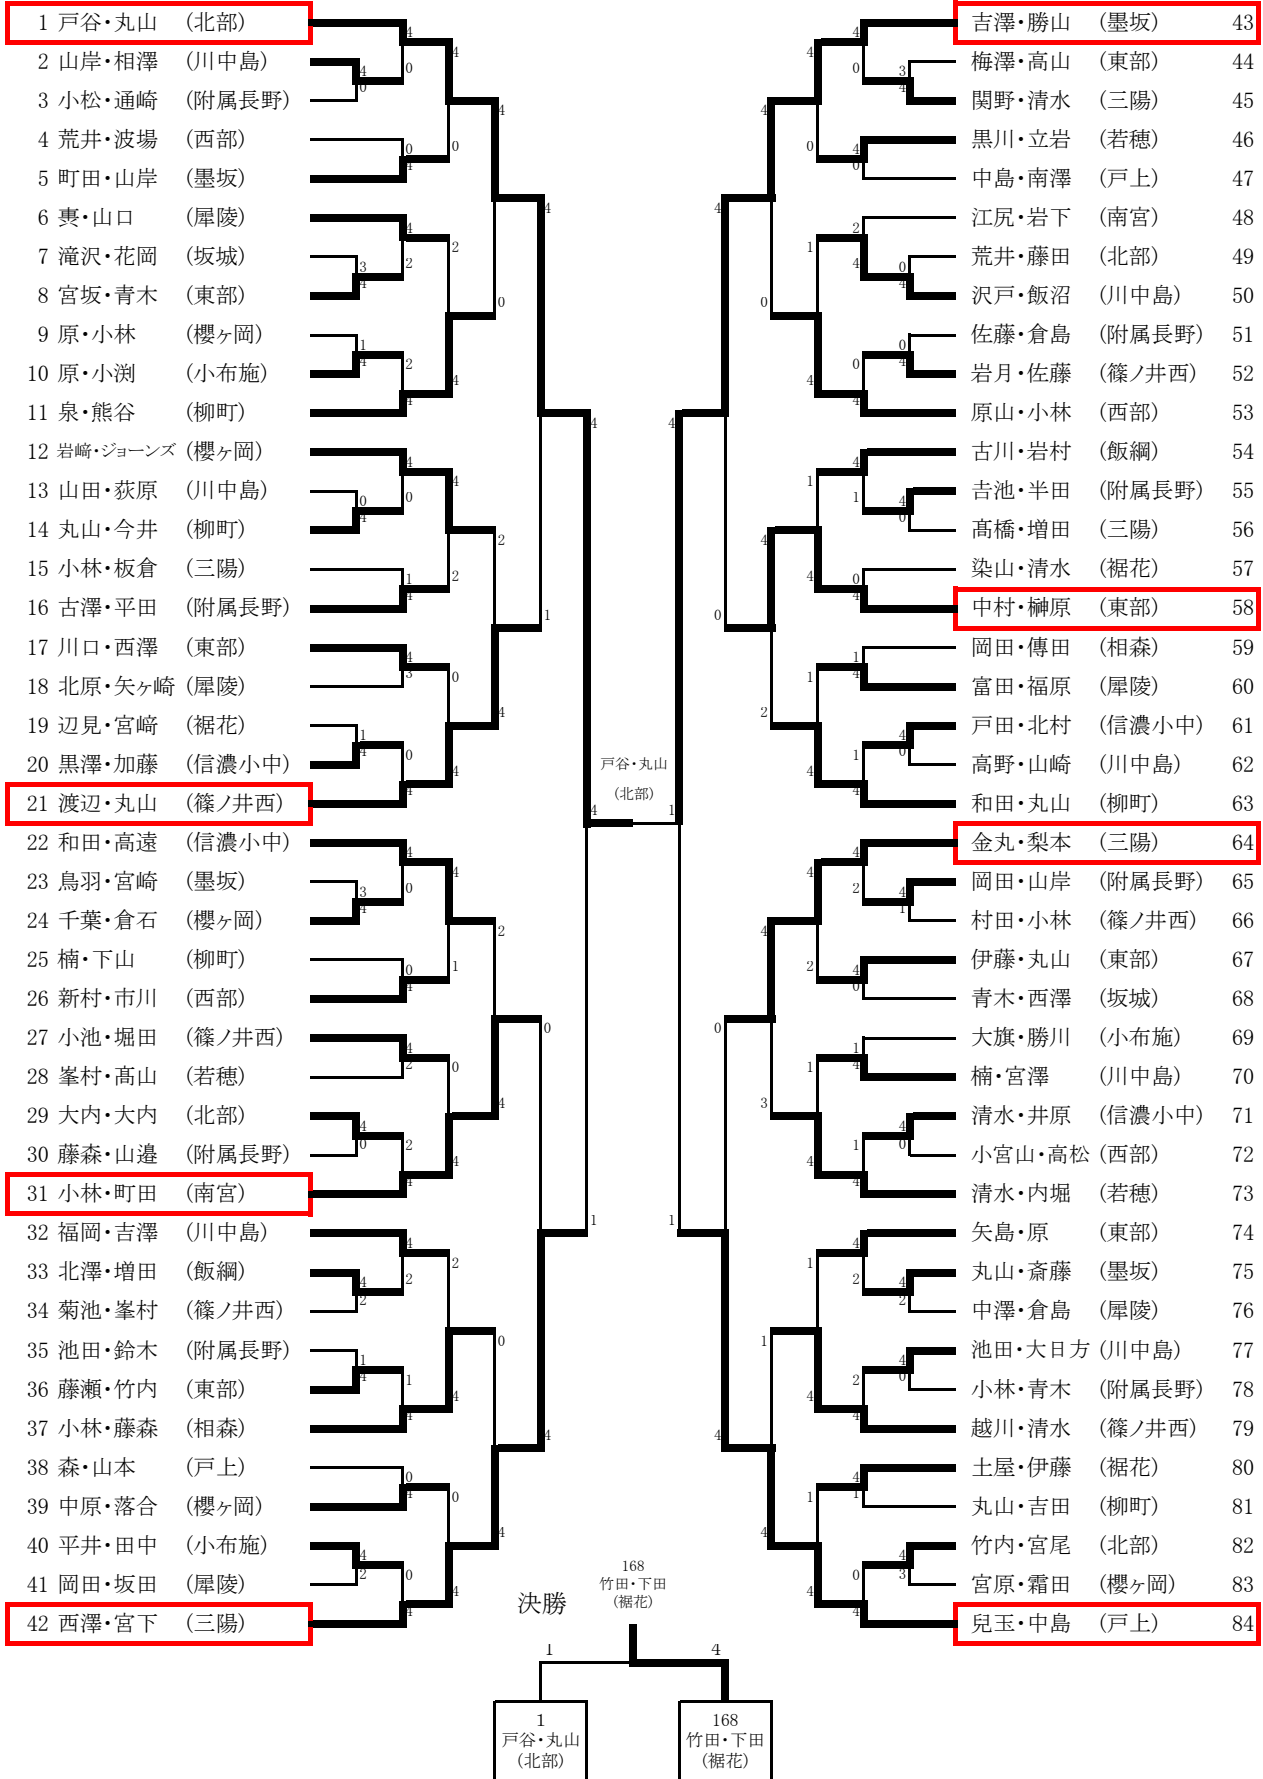 1 戸谷・丸山 (北部)
2 山岸・相澤 (川中島)
3 小松・通崎 (附属長野)
4 荒井・波場 (西部)
5 町田・山岸 (墨坂)
6 裏・山口 (犀陵)
7 滝沢・花岡 (坂城)
8 宮坂・青木 (東部)
9 原・小林 (櫻ヶ岡)
10 原・小渕 (小布施)
11 泉・熊谷 (柳町)
12 岩﨑・ジョーンズ (櫻ヶ岡)
13 山田・荻原 (川中島)
14 丸山・今井 (柳町)
15 小林・板倉 (三陽)
16 古澤・平田 (附属長野)
17 川口・西澤 (東部)
18 北原・矢ヶ崎 (犀陵)
19 辺見・宮﨑 (裾花)
20 黒澤・加藤 (信濃小中)
21 渡辺・丸山 (篠ノ井西)
22 和田・高遠 (信濃小中)
23 鳥羽・宮崎 (墨坂)
24 千葉・倉石 (櫻ヶ岡)
25 楠・下山 (柳町)
26 新村・市川 (西部)
27 小池・堀田 (篠ノ井西)
28 峯村・髙山 (若穂)
29 大内・大内 (北部)
30 藤森・山邉 (附属長野)
31 小林・町田 (南宮)
32 福岡・吉澤 (川中島)
33 北澤・増田 (飯綱)
34 菊池・峯村 (篠ノ井西)
35 池田・鈴木 (附属長野)
36 藤瀬・竹内 (東部)
37 小林・藤森 (相森)
38 森・山本 (戸上)
39 中原・落合 (櫻ヶ岡)
40 平井・田中 (小布施)
41 岡田・坂田 (犀陵)
42 西澤・宮下 (三陽)
戸谷・丸山
(北部)
4 1
吉澤・勝山 (墨坂) 43
梅澤・高山 (東部) 44
関野・清水 (三陽) 45
黒川・立岩 (若穂) 46
中島・南澤 (戸上) 47
江尻・岩下 (南宮) 48
荒井・藤田 (北部) 49
沢戸・飯沼 (川中島) 50
佐藤・倉島 (附属長野) 51
岩月・佐藤 (篠ノ井西) 52
原山・小林 (西部) 53
古川・岩村 (飯綱) 54
吉池・半田 (附属長野) 55
髙橋・増田 (三陽) 56
染山・清水 (裾花) 57
中村・榊原 (東部) 58
岡田・傳田 (相森) 59
富田・福原 (犀陵) 60
戸田・北村 (信濃小中) 61
高野・山崎 (川中島) 62
和田・丸山 (柳町) 63
金丸・梨本 (三陽) 64
岡田・山岸 (附属長野) 65
村田・小林 (篠ノ井西) 66
伊藤・丸山 (東部) 67
青木・西澤 (坂城) 68
大旗・勝川 (小布施) 69
楠・宮澤 (川中島) 70
清水・井原 (信濃小中) 71
小宮山・高松 (西部) 72
清水・内堀 (若穂) 73
矢島・原 (東部) 74
丸山・斎藤 (墨坂) 75
中澤・倉島 (犀陵) 76
池田・大日方 (川中島) 77
小林・青木 (附属長野) 78
越川・清水 (篠ノ井西) 79
土屋・伊藤 (裾花) 80
丸山・吉田 (柳町) 81
竹内・宮尾 (北部) 82
宮原・霜田 (櫻ヶ岡) 83
兒玉・中島 (戸上) 84
決勝
168
竹田・下田
(裾花)
1 4
1
戸谷・丸山
(北部)
168
竹田・下田
(裾花)